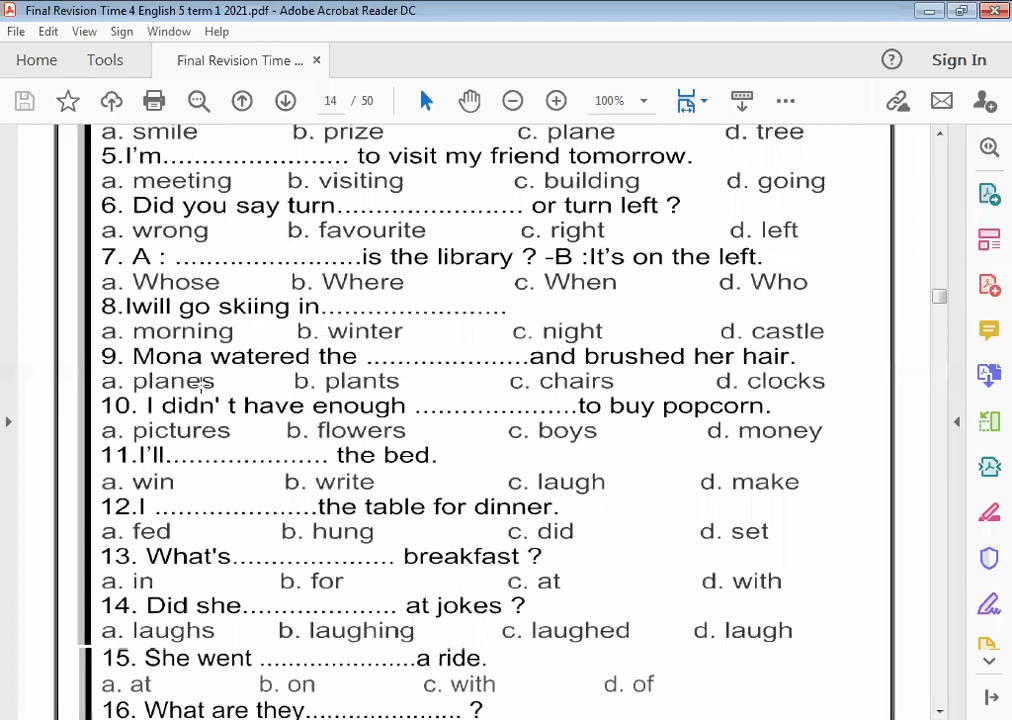 Final Revision Time 4 English 5 term 1 2021.pdf - Adobe Acrobat Reader DC
File Edit View Sign Window Help
Home Tools Final Revision Time ... × Sign In
14 / 50 100%
a. smile b. prize c. plane d. tree
5.I'm........................ to visit my friend tomorrow.
a. meeting b. visiting c. building d. going
6. Did you say turn........................ or turn left ?
a. wrong b. favourite c. right d. left
7. A : ........................is the library ? -B :It's on the left.
a. Whose b. Where c. When d. Who
8.Iwill go skiing in........................
a. morning b. winter c. night d. castle
9. Mona watered the .....................and brushed her hair.
a. planes b. plants c. chairs d. clocks
10. I didn' t have enough .....................to buy popcorn.
a. pictures b. flowers c. boys d. money
11.I'll..................... the bed.
a. win b. write c. laugh d. make
12.I .....................the table for dinner.
a. fed b. hung c. did d. set
13. What's..................... breakfast ?
a. in b. for c. at d. with
14. Did she.................... at jokes ?
a. laughs b. laughing c. laughed d. laugh
15. She went ....................a ride.
a. at b. on c. with d. of
16. What are they..................... ?